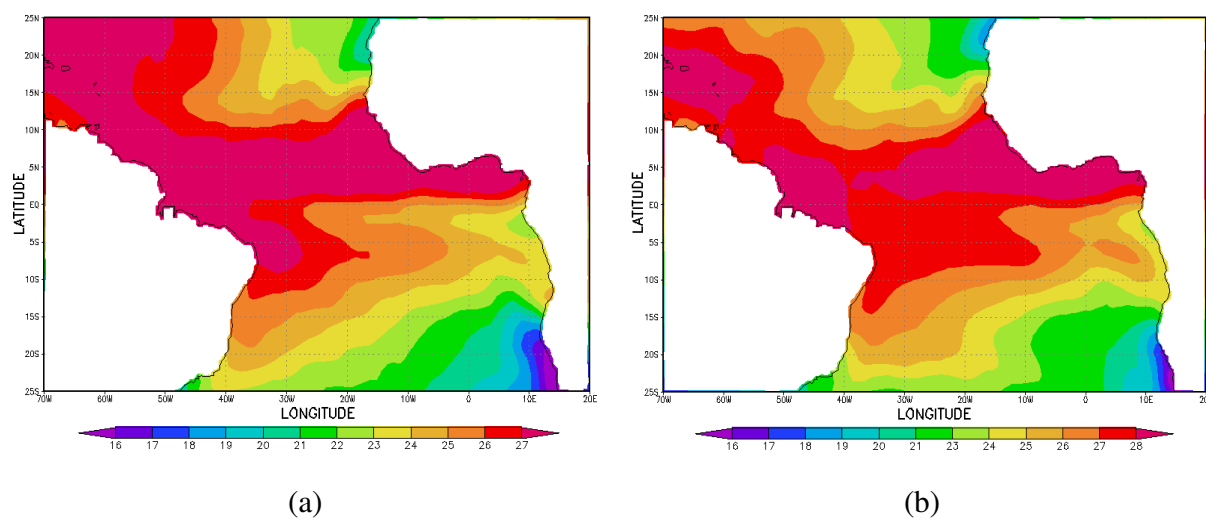 25N
20N
15N
10N
5N
EQ
5S
10S
15S
20S
25S
LATITUDE
70W 60W 50W 40W 30W 20W 10W 0 10E 20E
LONGITUDE
16 17 18 19 20 21 22 23 24 25 26 27
(a)
25N
20N
15N
10N
5N
EQ
5S
10S
15S
20S
25S
LATITUDE
70W 60W 50W 40W 30W 20W 10W 0 10E
LONGITUDE
16 17 18 19 20 21 23 24 25 26 27 28
(b)